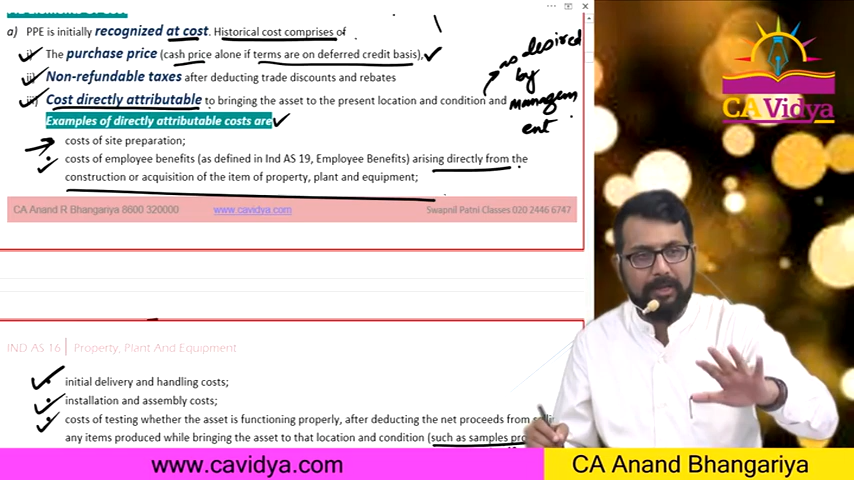 a) PPE is initially recognized at cost. Historical cost comprises of
i) The purchase price (cash price alone if terms are on deferred credit basis),
ii) Non-refundable taxes after deducting trade discounts and rebates
iii) Cost directly attributable to bringing the asset to the present location and condition and
as desired
by
managem
ent
Examples of directly attributable costs are
costs of site preparation;
costs of employee benefits (as defined in Ind AS 19, Employee Benefits) arising directly from the
construction or acquisition of the item of property, plant and equipment;
CA Anand R Bhangariya 8600 320000 www.cavidya.com Swapnil Patni Classes 020 2446 6747
IND AS 16 | Property, Plant And Equipment
initial delivery and handling costs;
installation and assembly costs;
costs of testing whether the asset is functioning properly, after deducting the net proceeds from
any items produced while bringing the asset to that location and condition (such as samples
CA Vidya
www.cavidya.com
CA Anand Bhangariya